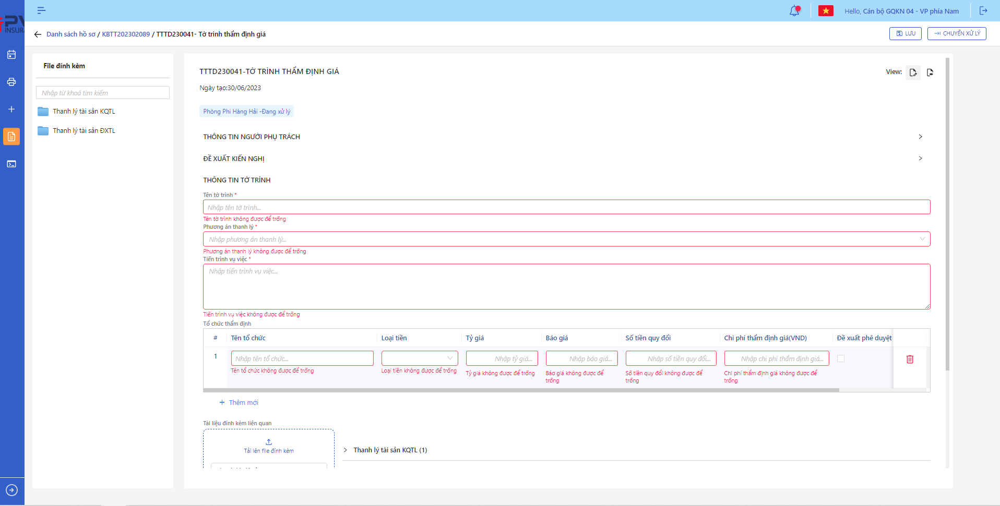 PV
INSURA
Hello, Cán bộ GQKN 04 - VP phía Nam
Danh sách hồ sơ / KBTT202302089 / TTTD230041- Tờ trình thẩm định giá
LƯU
CHUYỂN XỬ LÝ
File đính kèm
Nhập từ khoá tìm kiếm
Thanh lý tài sản KQTL
Thanh lý tài sản ĐXTL
TTTD230041-TỜ TRÌNH THẨM ĐỊNH GIÁ
View:
Ngày tạo:30/06/2023
Phòng Phi Hàng Hải -Đang xử lý
THÔNG TIN NGƯỜI PHỤ TRÁCH
ĐỀ XUẤT KIẾN NGHỊ
THÔNG TIN TỜ TRÌNH
Tên tờ trình *
Nhập tên tờ trình...
Tên tờ trình không được để trống
Phương án thanh lý *
Nhập phương án thanh lý...
Phương án thanh lý không được để trống
Tiến trình vụ việc *
Nhập tiến trình vụ việc...
Tiến trình vụ việc không được để trống
Tổ chức thẩm định
# Tên tổ chức Loại tiền Tỷ giá Báo giá Số tiền quy đổi Chi phí thẩm định giá(VND) Đề xuất phê duyệt
1 Nhập tên tổ chức... Nhập tỷ giá... Nhập báo giá... Nhập số tiền quy đổi... Nhập chi phí thẩm định giá...
Tên tổ chức không được để trống Loại tiền không được để trống Tỷ giá không được để trống Báo giá không được để trống Số tiền quy đổi không được để trống Chi phí thẩm định giá không được để trống
+ Thêm mới
Tài liệu đính kèm liên quan
Tải lên file đính kèm
Thanh lý tài sản KQTL (1)